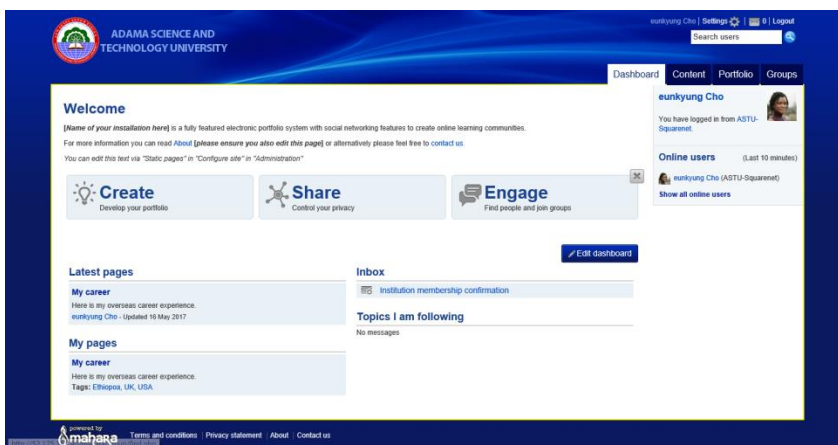 ADAMA SCIENCE AND
TECHNOLOGY UNIVERSITY
eunkyung Cho | Settings | 0 | Logout
Search users
Dashboard Content Portfolio Groups
Welcome
[Name of your installation here] is a fully featured electronic portfolio system with social networking features to create online learning communities.
For more information you can read About [please ensure you also edit this page] or alternatively please feel free to contact us.
You can edit this text via "Static pages" in "Configure site" in "Administration"
Create
Develop your portfolio
Share
Control your privacy
Engage
Find people and join groups
Edit dashboard
Latest pages
My career
Here is my overseas career experience.
eunkyung Cho - Updated 16 May 2017
My pages
My career
Here is my overseas career experience.
Tags: Ethiopoa, UK, USA
Inbox
Institution membership confirmation
Topics I am following
No messages
eunkyung Cho
You have logged in from ASTU-
Squarenet.
Online users (Last 10 minutes)
eunkyung Cho (ASTU-Squarenet)
Show all online users
powered by
mahara
Terms and conditions | Privacy statement | About | Contact us